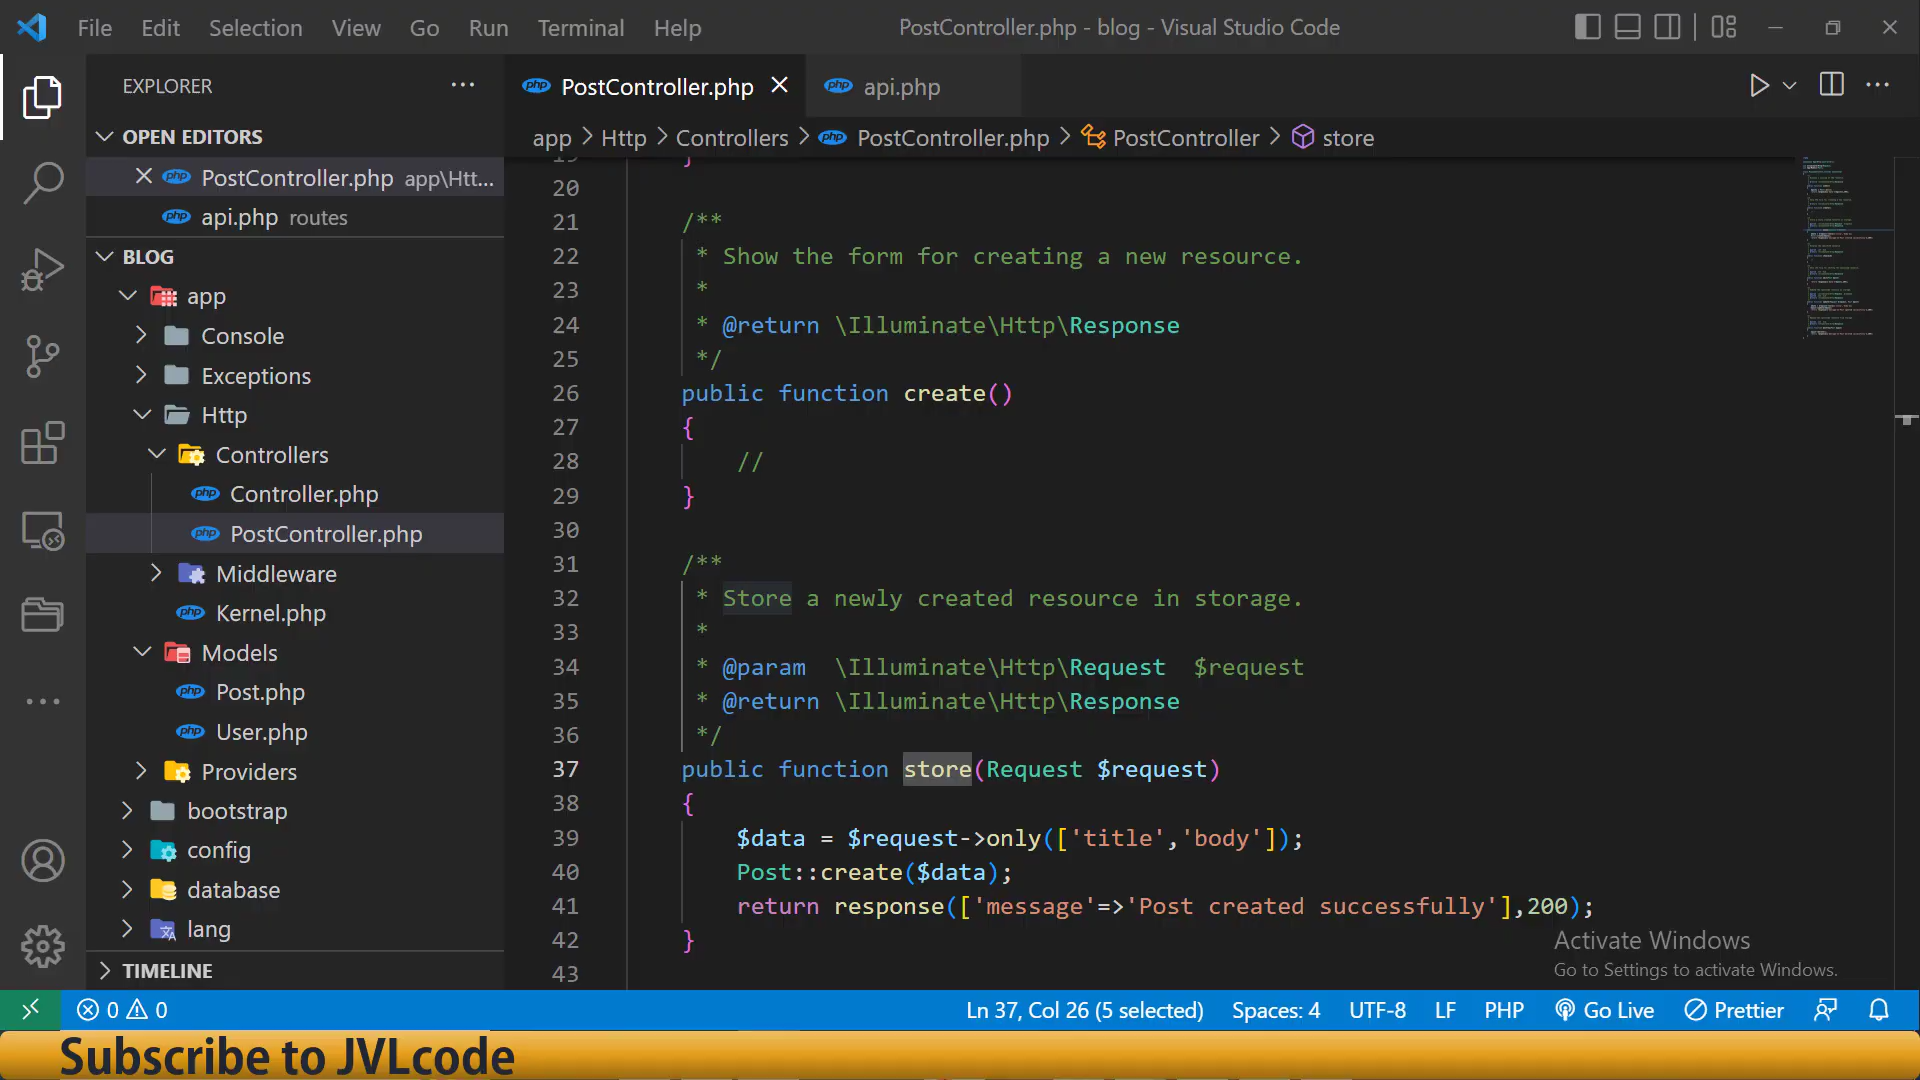 File Edit Selection View Go Run Terminal Help PostController.php - blog - Visual Studio Code
EXPLORER
OPEN EDITORS
PostController.php app\Htt...
api.php routes
BLOG
app
Console
Exceptions
Http
Controllers
Controller.php
PostController.php
Middleware
Kernel.php
Models
Post.php
User.php
Providers
bootstrap
config
database
lang
TIMELINE
PostController.php api.php
app > Http > Controllers > PostController.php > PostController > store
19 }
20
21 /**
22 * Show the form for creating a new resource.
23 *
24 * @return \Illuminate\Http\Response
25 */
26 public function create()
27 {
28 //
29 }
30
31 /**
32 * Store a newly created resource in storage.
33 *
34 * @param  \Illuminate\Http\Request  $request
35 * @return \Illuminate\Http\Response
36 */
37 public function store(Request $request)
38 {
39 $data = $request->only(['title','body']);
40 Post::create($data);
41 return response(['message'=>'Post created successfully'],200);
42 }
43
Activate Windows
Go to Settings to activate Windows.
0 0 Ln 37, Col 26 (5 selected) Spaces: 4 UTF-8 LF PHP Go Live Prettier
Subscribe to JVLcode